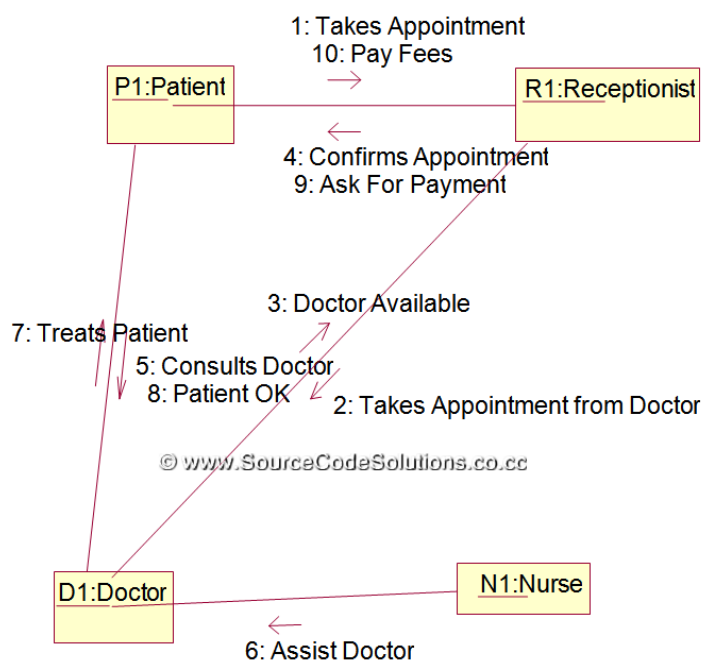 1: Takes Appointment
10: Pay Fees
P1:Patient
R1:Receptionist
4: Confirms Appointment
9: Ask For Payment
3: Doctor Available
7: Treats Patient
5: Consults Doctor
8: Patient OK
2: Takes Appointment from Doctor
© www.SourceCodeSolutions.co.cc
D1:Doctor
N1:Nurse
6: Assist Doctor